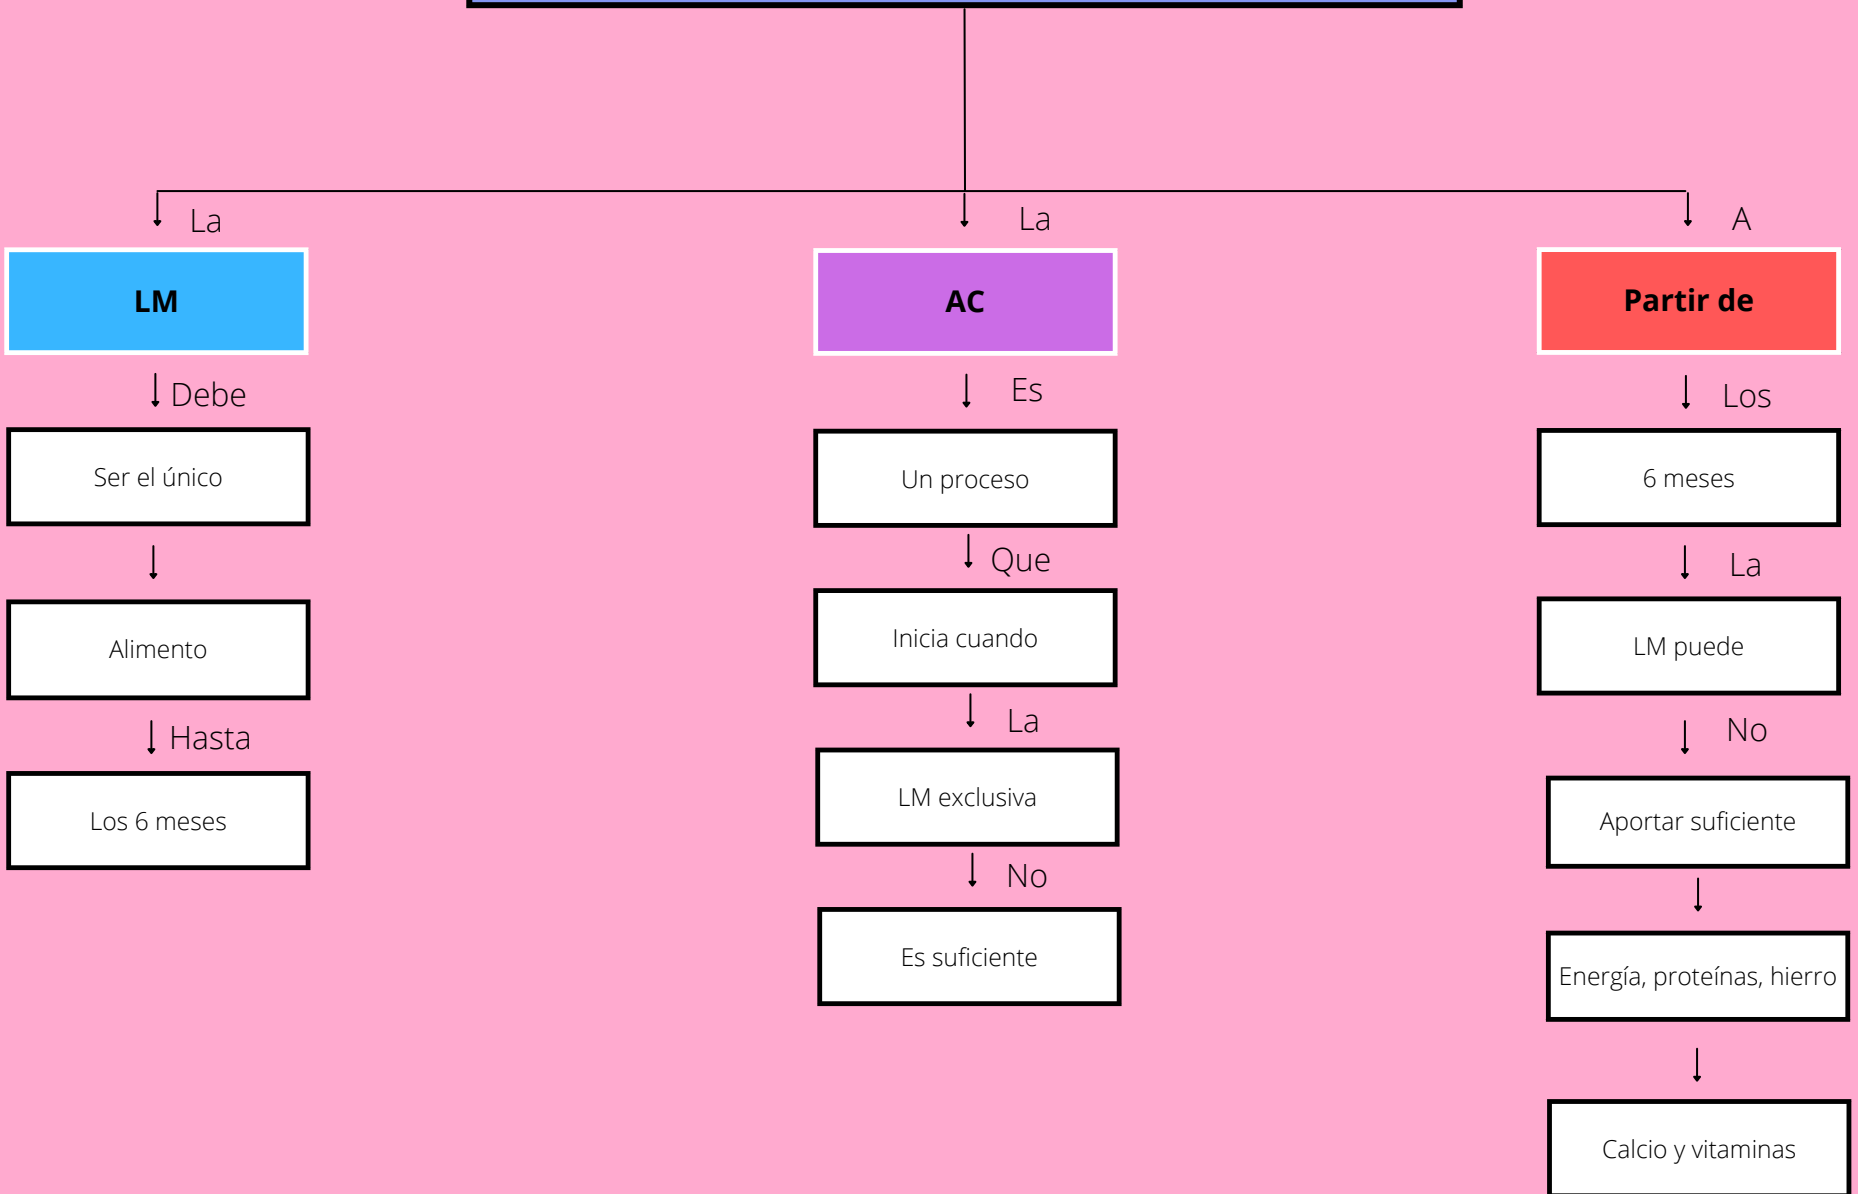 La
LM
Debe
Ser el único
Alimento
Hasta
Los 6 meses
La
AC
Es
Un proceso
Que
Inicia cuando
La
LM exclusiva
No
Es suficiente
A
Partir de
Los
6 meses
La
LM puede
No
Aportar suficiente
Energía, proteínas, hierro
Calcio y vitaminas